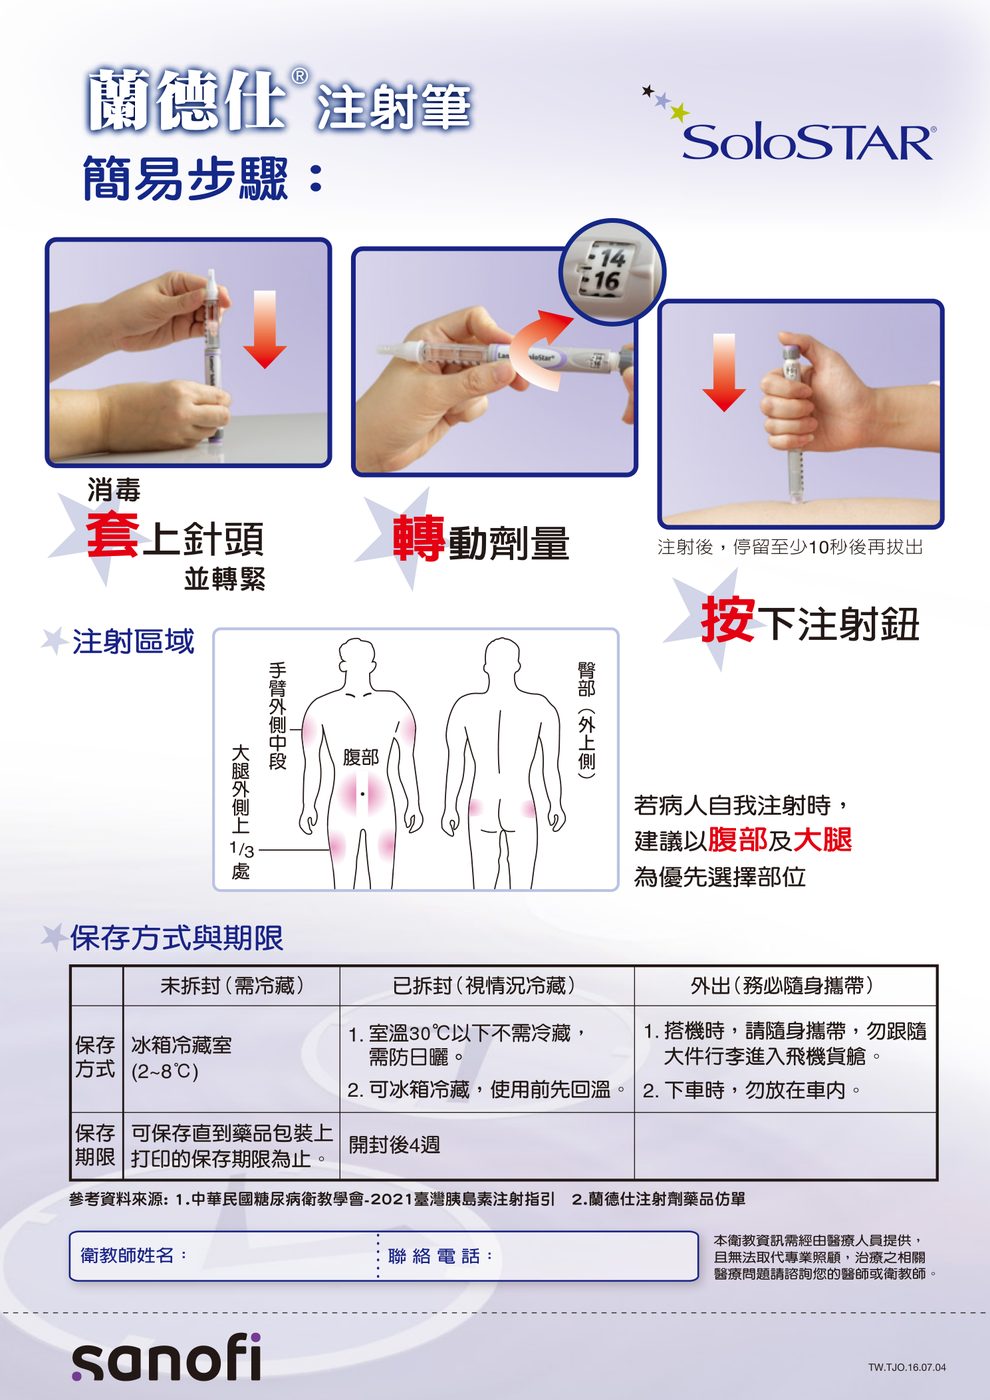 蘭德仕® 注射筆
SoloSTAR®
簡易步驟：
14
16
消毒
套上針頭
並轉緊
轉動劑量
注射後，停留至少10秒後再拔出
按下注射鈕
注射區域
手臂外側中段
臀部（外上側）
大腿外側上1/3處
腹部
若病人自我注射時，
建議以腹部及大腿
為優先選擇部位
保存方式與期限
未拆封（需冷藏）
已拆封（視情況冷藏）
外出（務必隨身攜帶）
保存
方式
冰箱冷藏室
(2~8℃)
1. 室溫30℃以下不需冷藏，
需防日曬。
2. 可冰箱冷藏，使用前先回溫。
1. 搭機時，請隨身攜帶，勿跟隨
大件行李進入飛機貨艙。
2. 下車時，勿放在車內。
保存
期限
可保存直到藥品包裝上
打印的保存期限為止。
開封後4週
參考資料來源: 1.中華民國糖尿病衛教學會-2021臺灣胰島素注射指引 2.蘭德仕注射劑藥品仿單
衛教師姓名：
聯絡電話：
本衛教資訊需經由醫療人員提供，
且無法取代專業照顧，治療之相關
醫療問題請諮詢您的醫師或衛教師。
sanofi
TW.TJO.16.07.04